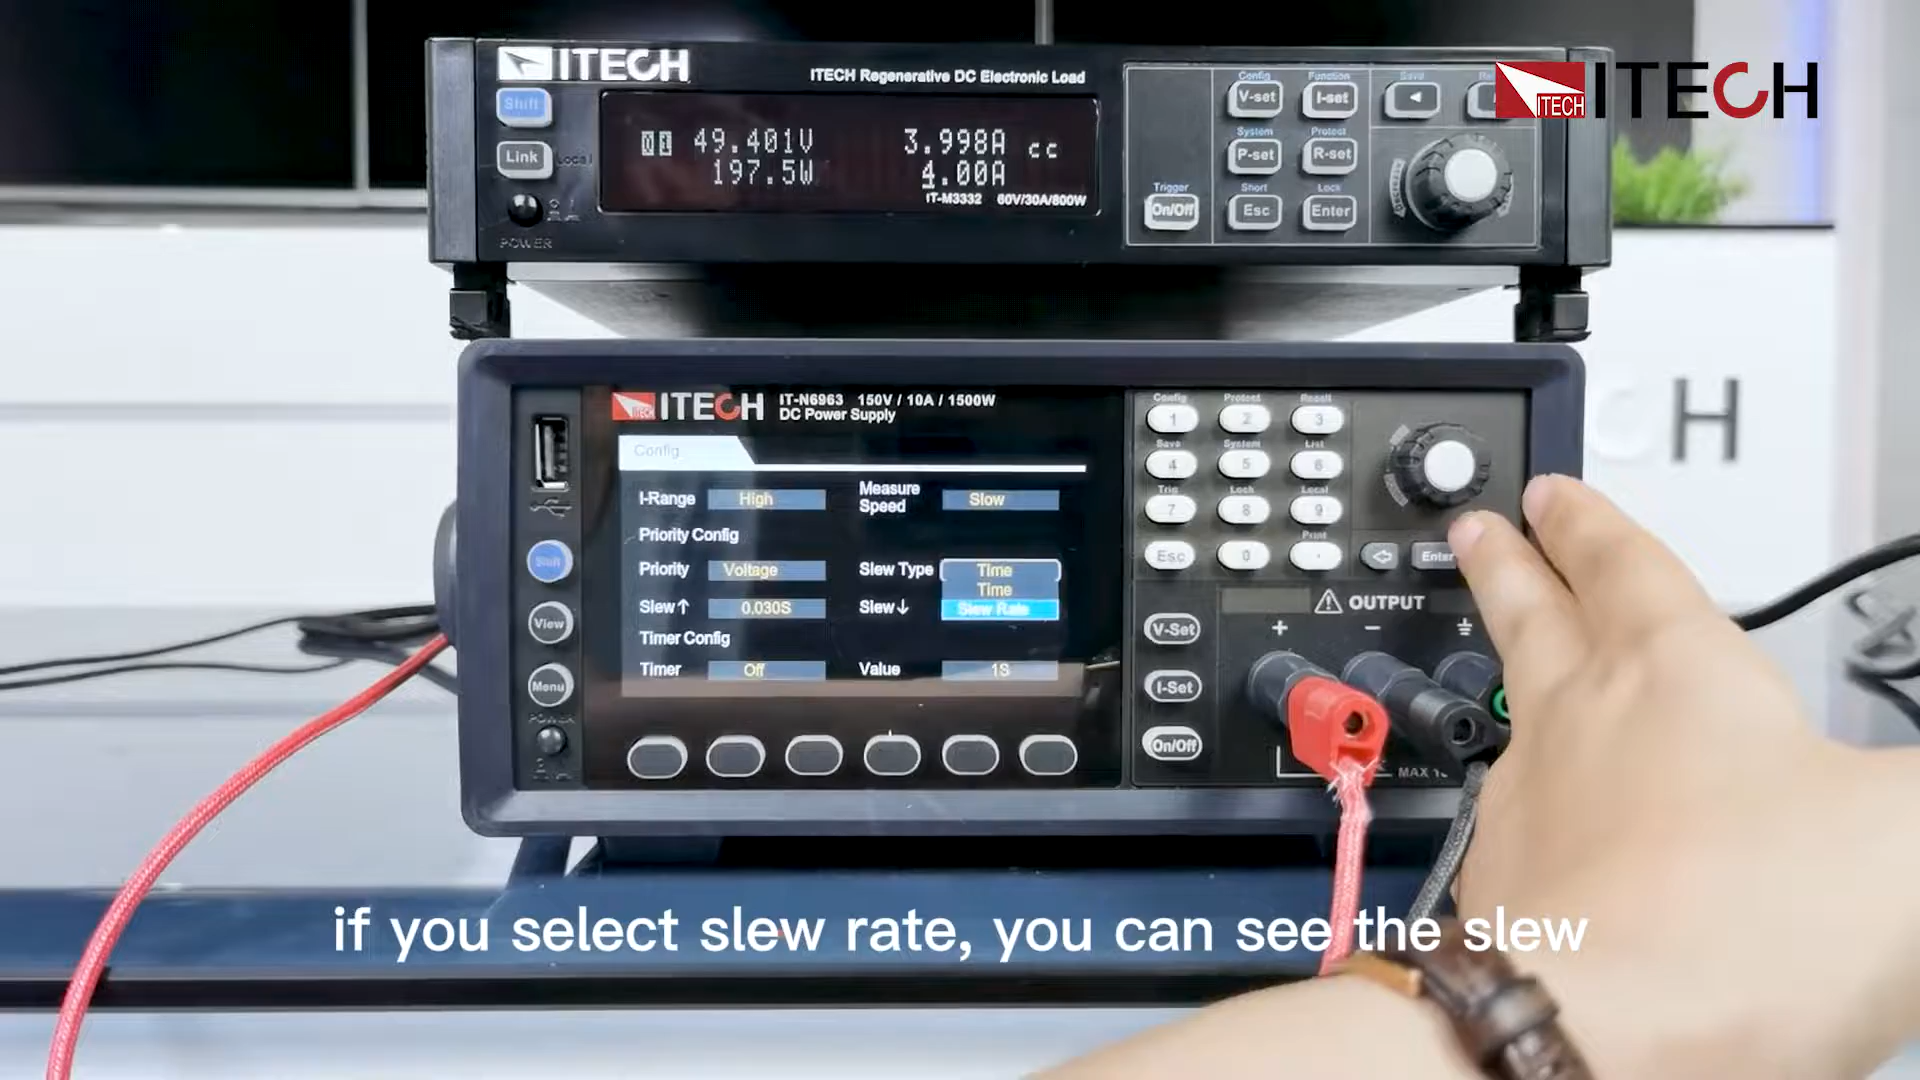 ITECH
ITECH Regenerative DC Electronic Load
ITECH ITECH
Shift
Link
Local
POWER
01 49.401V 3.998A CC
197.5W 4.00A
IT-M3332 60V/30A/800W
Trigger
On/Off
Config
V-set
Function
I-set
Save
System
P-set
Protect
R-set
Short
Esc
Lock
Enter
H
ITECH ITECH
IT-N6963 150V / 10A / 1500W
DC Power Supply
Config
I-Range High
Measure Speed Slow
Priority Config
Priority Voltage
Slew Type Time
Time
Slew↑ 0.030S
Slew↓ Slew Rate
Timer Config
Timer Off
Value 1S
Shift
View
Menu
POWER
Config Protect Recall
1 2 3
Save System List
4 5 6
Trig Lock Local
7 8 9
Print
Esc 0 . Enter
OUTPUT
+ −
V-Set
I-Set
On/Off
MAX
if you select slew rate, you can see the slew